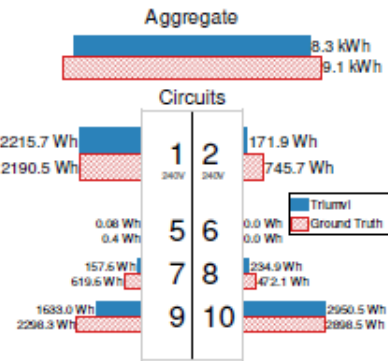 Aggregate
8.3 kWh
9.1 kWh
Circuits
2215.7 Wh 1 2 171.9 Wh
2190.5 Wh 240V 240V 745.7 Wh
Triumvi
Ground Truth
0.08 Wh 5 6 0.0 Wh
0.4 Wh 0.0 Wh
157.6 Wh 7 8 234.9 Wh
619.6 Wh 472.1 Wh
1633.0 Wh 9 10 2950.5 Wh
2298.3 Wh 2898.5 Wh